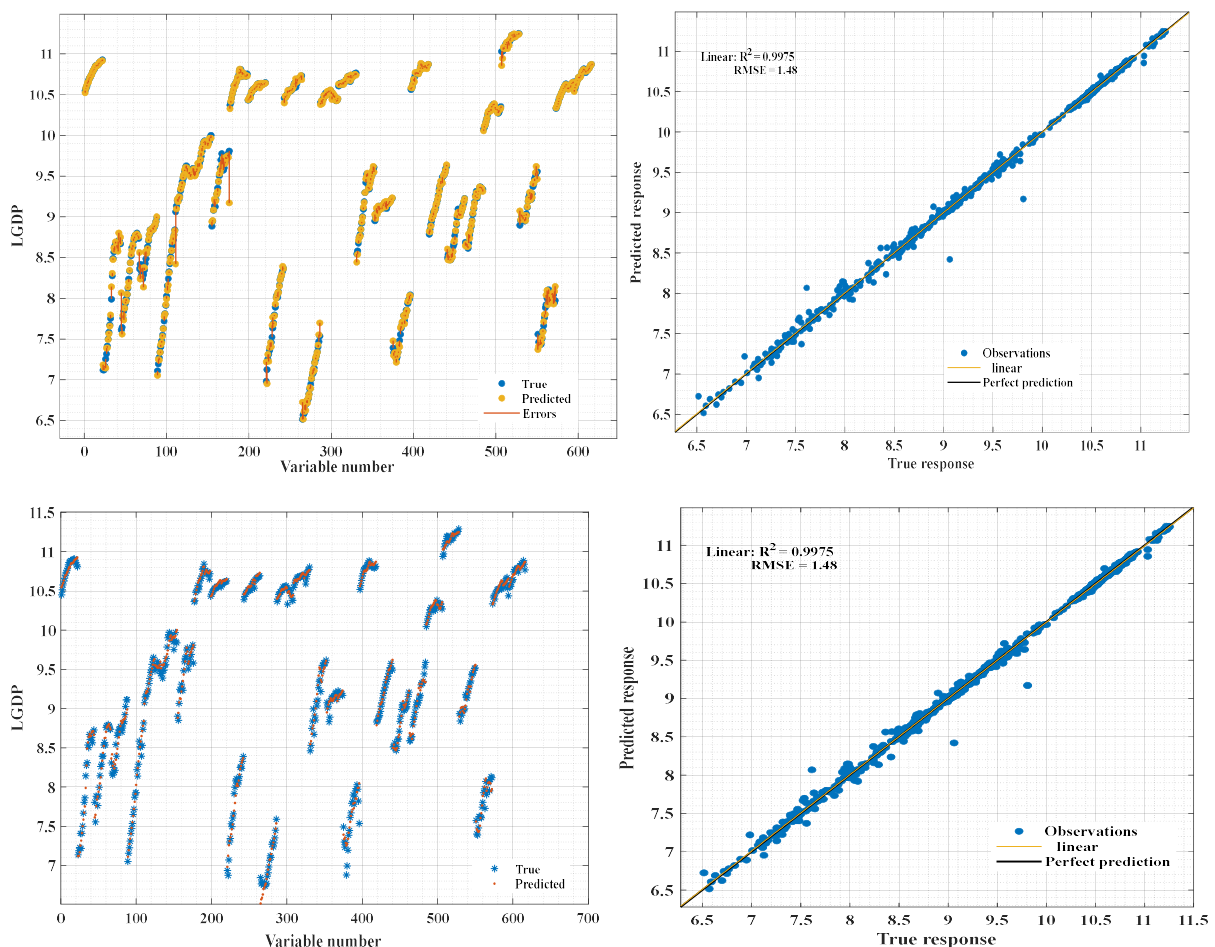 LGDP
11
10.5
10
9.5
9
8.5
8
7.5
7
6.5
0 100 200 300 400 500 600
Variable number
True
Predicted
Errors
Predicted response
11
10.5
10
9.5
9
8.5
8
7.5
7
6.5
6.5 7 7.5 8 8.5 9 9.5 10 10.5 11
True response
Linear: R² = 0.9975
RMSE = 1.48
Observations
linear
Perfect prediction
LGDP
11.5
11
10.5
10
9.5
9
8.5
8
7.5
7
0 100 200 300 400 500 600 700
Variable number
True
Predicted
Predicted response
11
10.5
10
9.5
9
8.5
8
7.5
7
6.5
6.5 7 7.5 8 8.5 9 9.5 10 10.5 11 11.5
True response
Linear: R² = 0.9975
RMSE = 1.48
Observations
linear
Perfect prediction